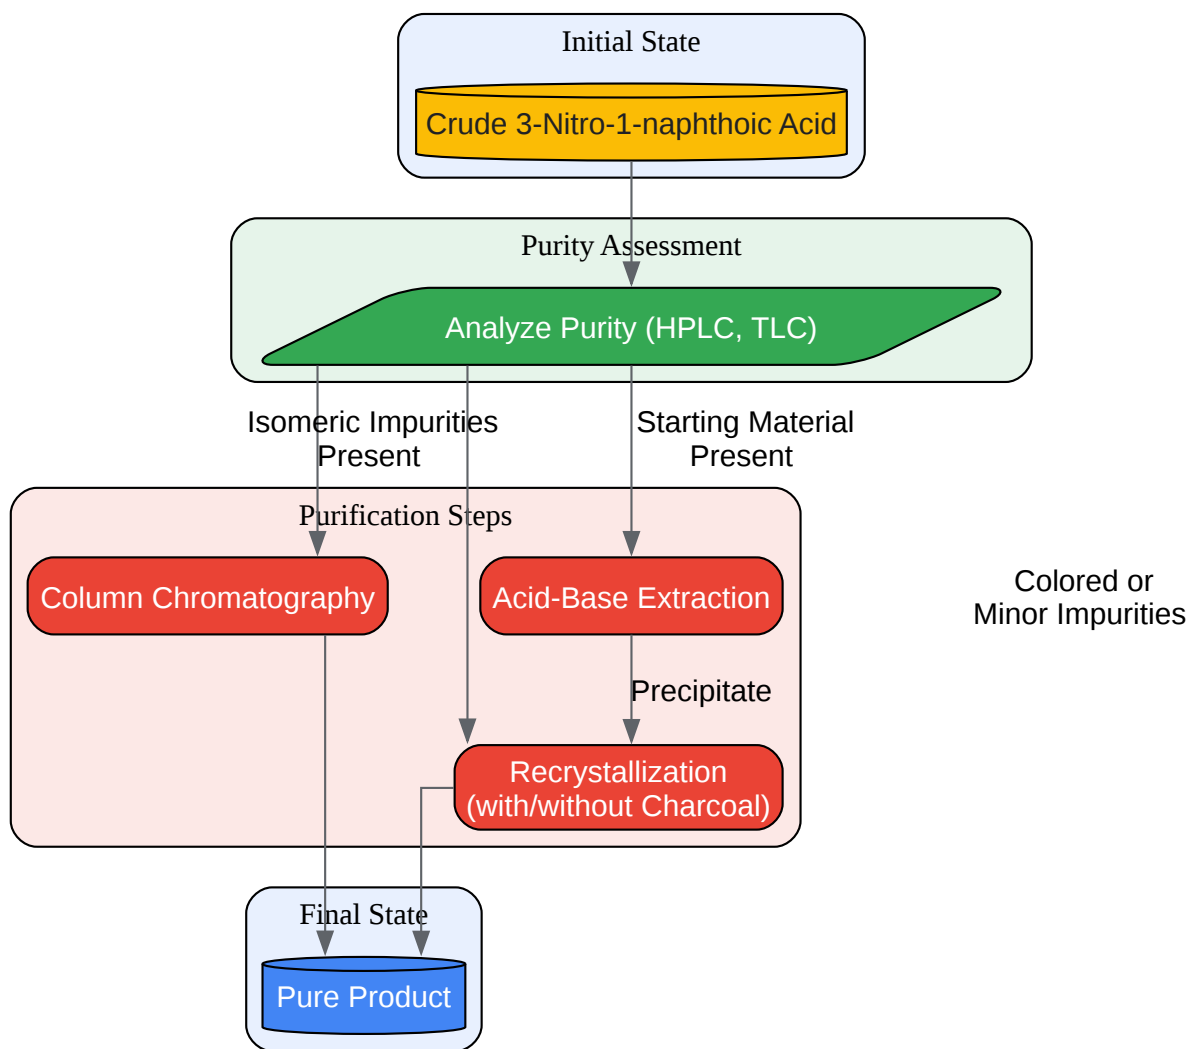 Initial State
Crude 3-Nitro-1-naphthoic Acid
Purity Assessment
Analyze Purity (HPLC, TLC)
Isomeric Impurities
Present
Starting Material
Present
Purification Steps
Column Chromatography
Acid-Base Extraction
Colored or
Minor Impurities
Precipitate
Recrystallization
(with/without Charcoal)
Final State
Pure Product